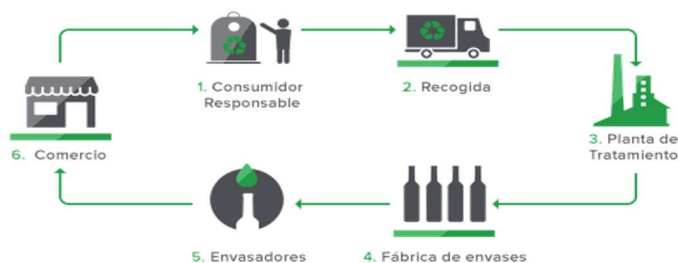 1. Consumidor
Responsable
2. Recogida
3. Planta de
Tratamiento
4. Fábrica de envases
5. Envasadores
6. Comercio